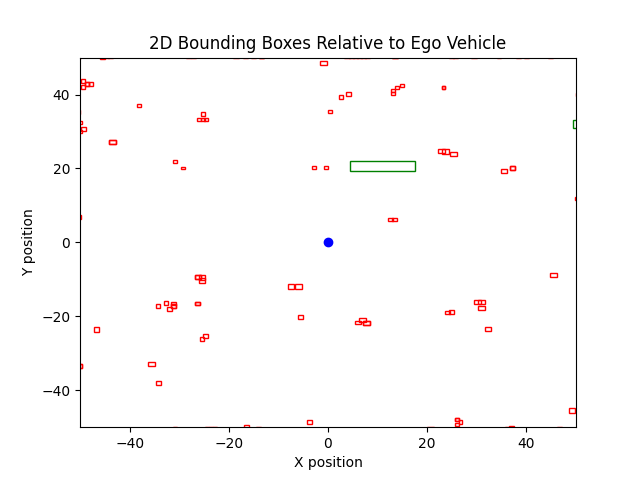 2D Bounding Boxes Relative to Ego Vehicle
40
20
0
−20
−40
Y position
−40 −20 0 20 40
X position